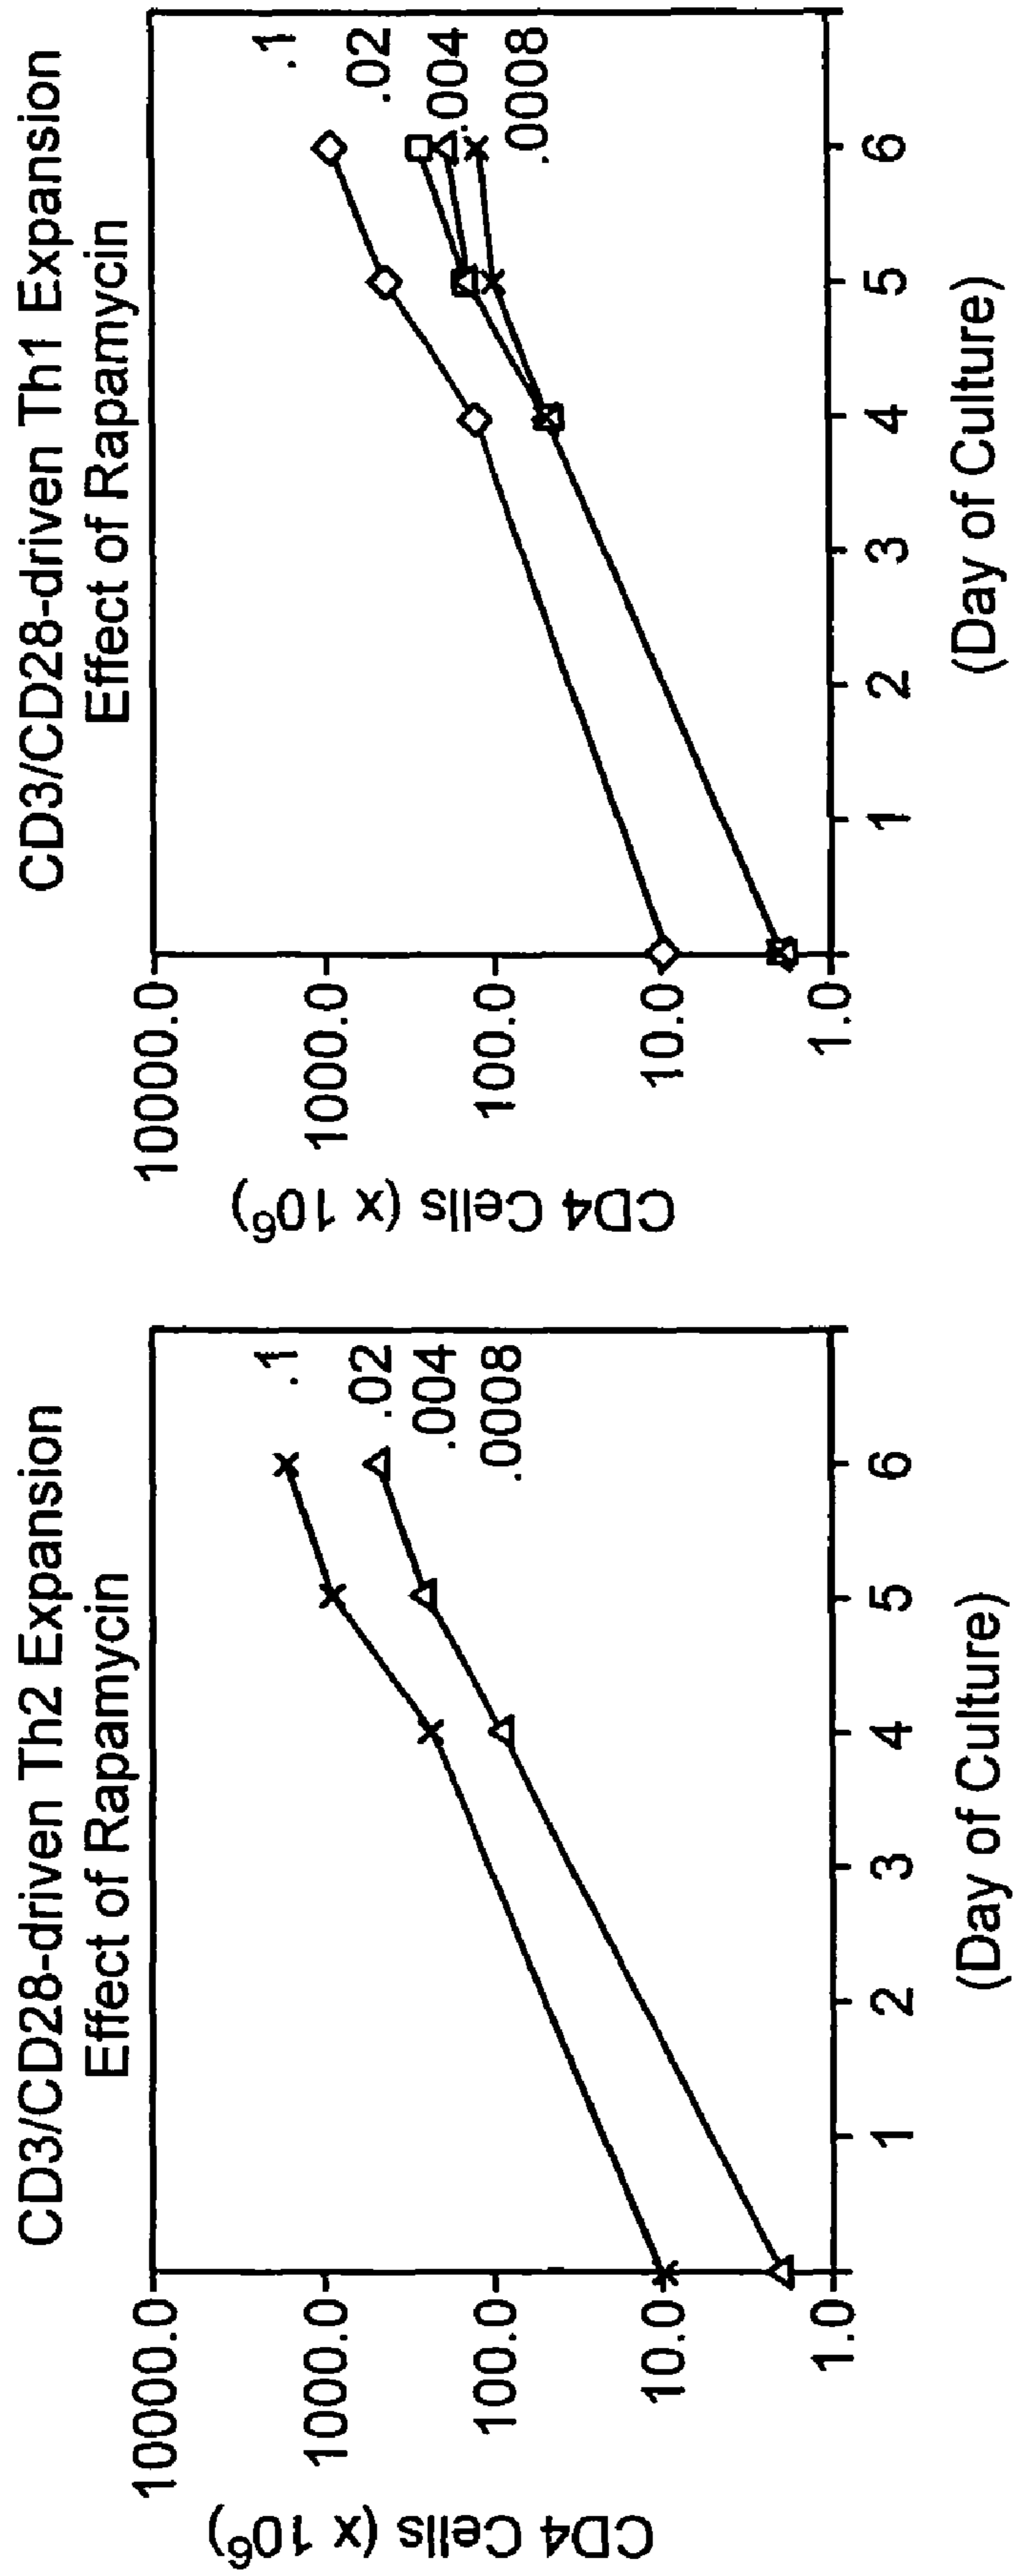 CD3/CD28-driven Th2 Expansion
Effect of Rapamycin
10000.0
1000.0
100.0
10.0
1.0
CD4 Cells (x 10⁶)
.1
.02
.004
.0008
1 2 3 4 5 6
(Day of Culture)
CD3/CD28-driven Th1 Expansion
Effect of Rapamycin
10000.0
1000.0
100.0
10.0
1.0
CD4 Cells (x 10⁶)
.1
.02
.004
.0008
1 2 3 4 5 6
(Day of Culture)